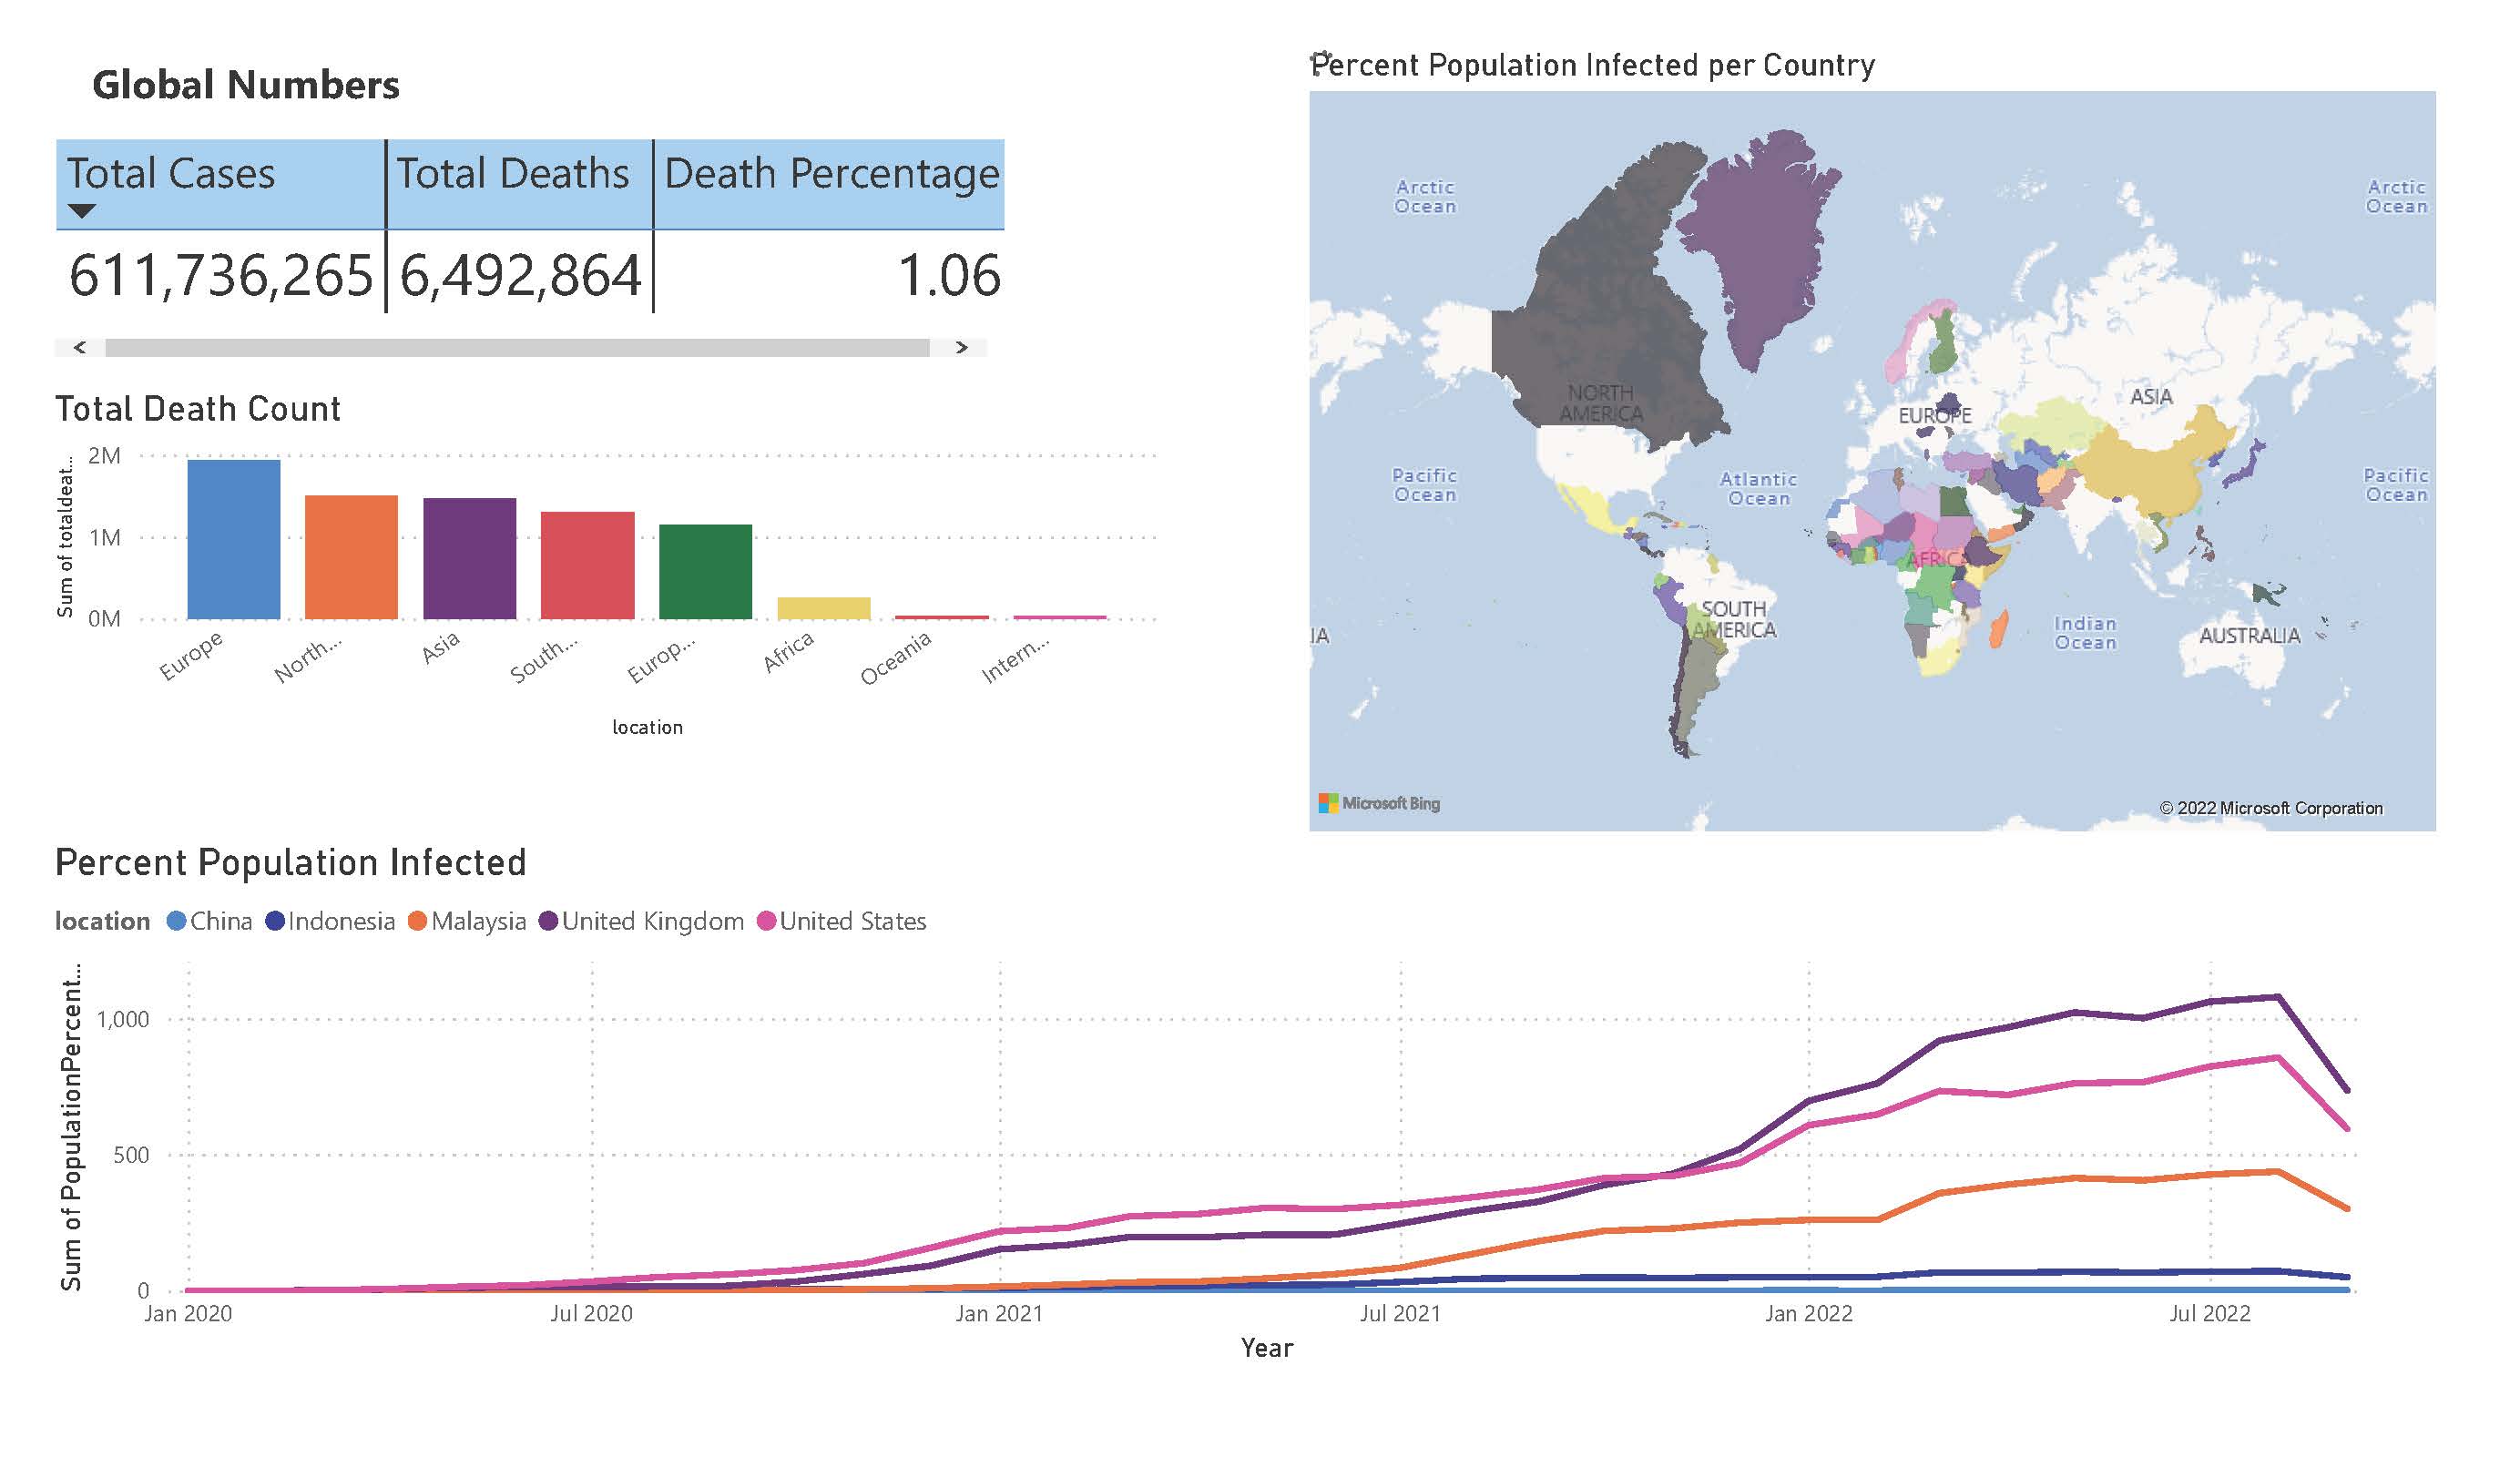 Global Numbers
Total Cases Total Deaths Death Percentage
611,736,265 6,492,864 1.06
Total Death Count
Sum of totaldeat...
2M
1M
0M
Europe North... Asia South... Europ... Africa Oceania Intern...
location
Percent Population Infected per Country
Arctic Ocean
Arctic Ocean
NORTH AMERICA
EUROPE
ASIA
Pacific Ocean
Atlantic Ocean
Pacific Ocean
AFRICA
SOUTH AMERICA
Indian Ocean
IA
AUSTRALIA
Microsoft Bing
© 2022 Microsoft Corporation
Percent Population Infected
location China Indonesia Malaysia United Kingdom United States
Sum of PopulationPercent...
1,000
500
0
Jan 2020 Jul 2020 Jan 2021 Jul 2021 Jan 2022 Jul 2022
Year